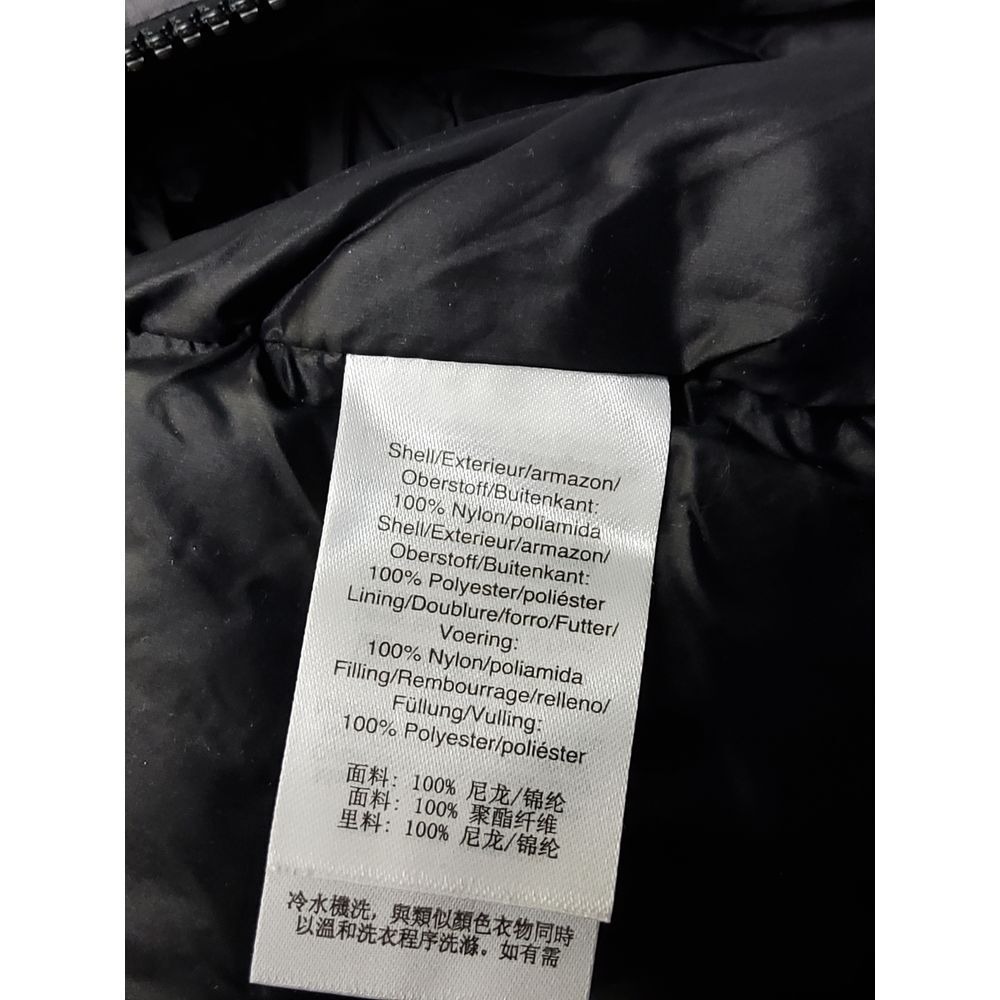 Shell/Exterieur/armazon/
Oberstoff/Buitenkant:
100% Nylon/poliamida
Shell/Exterieur/armazon/
Oberstoff/Buitenkant:
100% Polyester/poliéster
Lining/Doublure/forro/Futter/
Voering:
100% Nylon/poliamida
Filling/Rembourrage/relleno/
Füllung/Vulling:
100% Polyester/poliéster
面料: 100% 尼龙/锦纶
面料: 100% 聚酯纤维
里料: 100% 尼龙/锦纶
冷水機洗，與類似顏色衣物同時
以溫和洗衣程序洗滌。如有需